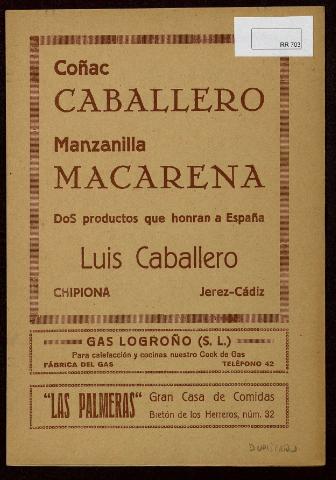 RR 703
Coñac
CABALLERO
Manzanilla
MACARENA
DoS productos que honran a España
Luis Caballero
CHIPIONA Jerez-Cádiz
GAS LOGROÑO (S. L.)
Para calefacción y cocinas nuestro Cock de Gas
FÁBRICA DEL GAS TELÉFONO 42
"LAS PALMERAS" Gran Casa de Comidas
Bretón de los Herreros, núm. 32